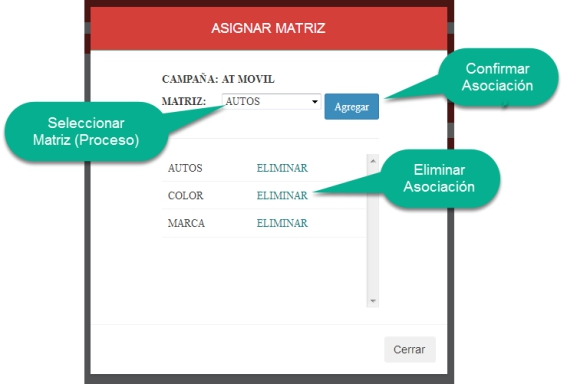 ASIGNAR MATRIZ
CAMPAÑA: AT MOVIL
MATRIZ: AUTOS Agregar
Confirmar
Asociación
Seleccionar
Matriz (Proceso)
AUTOS ELIMINAR
COLOR ELIMINAR
MARCA ELIMINAR
Eliminar
Asociación
Cerrar